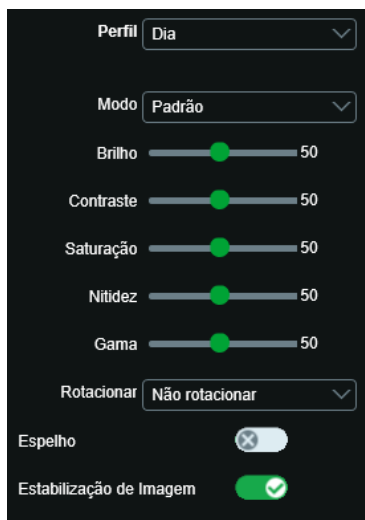 Perfil Dia
Modo Padrão
Brilho 50
Contraste 50
Saturação 50
Nitidez 50
Gama 50
Rotacionar Não rotacionar
Espelho
Estabilização de Imagem